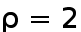 ρ = 2